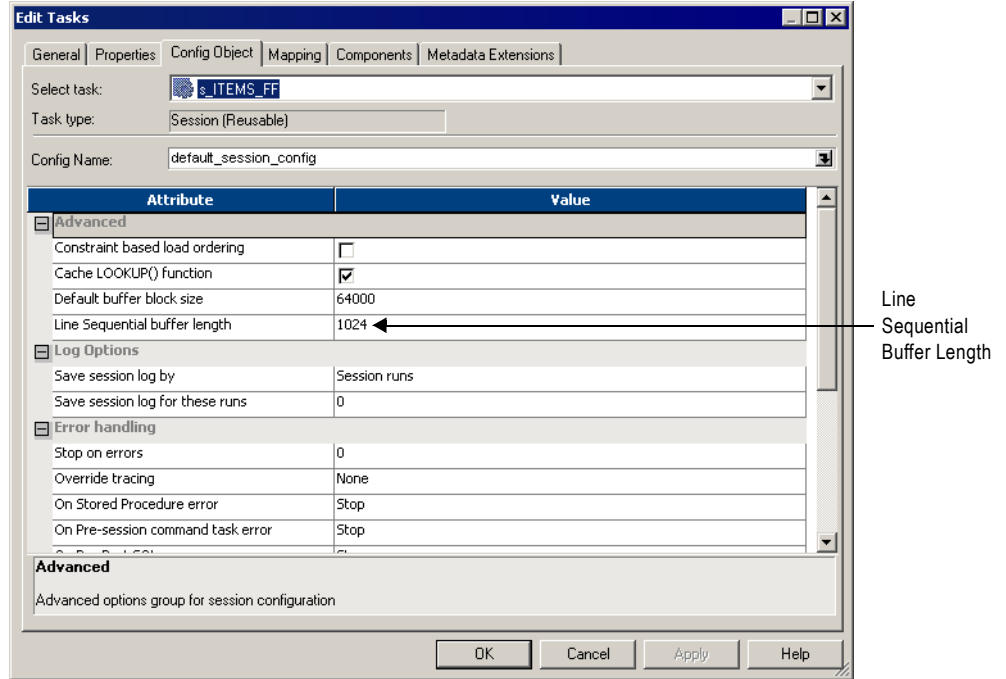 Edit Tasks
General Properties Config Object Mapping Components Metadata Extensions
Select task: s_ITEMS_FF
Task type: Session (Reusable)
Config Name: default_session_config
Attribute Value
Advanced
Constraint based load ordering
Cache LOOKUP() function
Default buffer block size 64000
Line Sequential buffer length 1024
Line
Sequential
Buffer Length
Log Options
Save session log by Session runs
Save session log for these runs 0
Error handling
Stop on errors 0
Override tracing None
On Stored Procedure error Stop
On Pre-session command task error Stop
Advanced
Advanced options group for session configuration
OK Cancel Apply Help